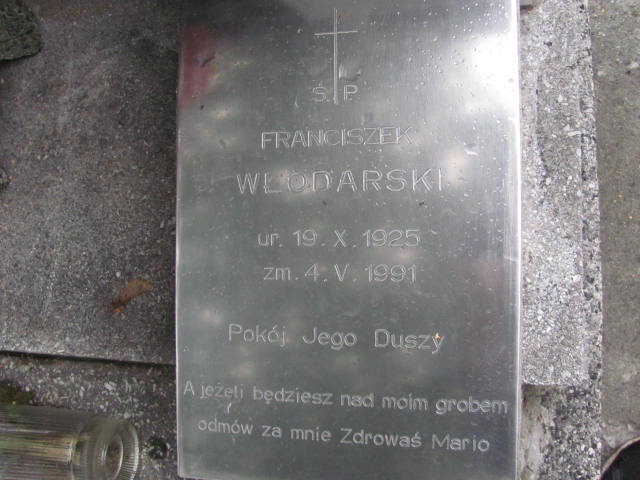 Ś. P.
FRANCISZEK
WŁODARSKI
ur. 19. X. 1925
zm. 4. V. 1991
Pokój Jego Duszy
A jeżeli będziesz nad moim grobem
odmów za mnie Zdrowaś Mario